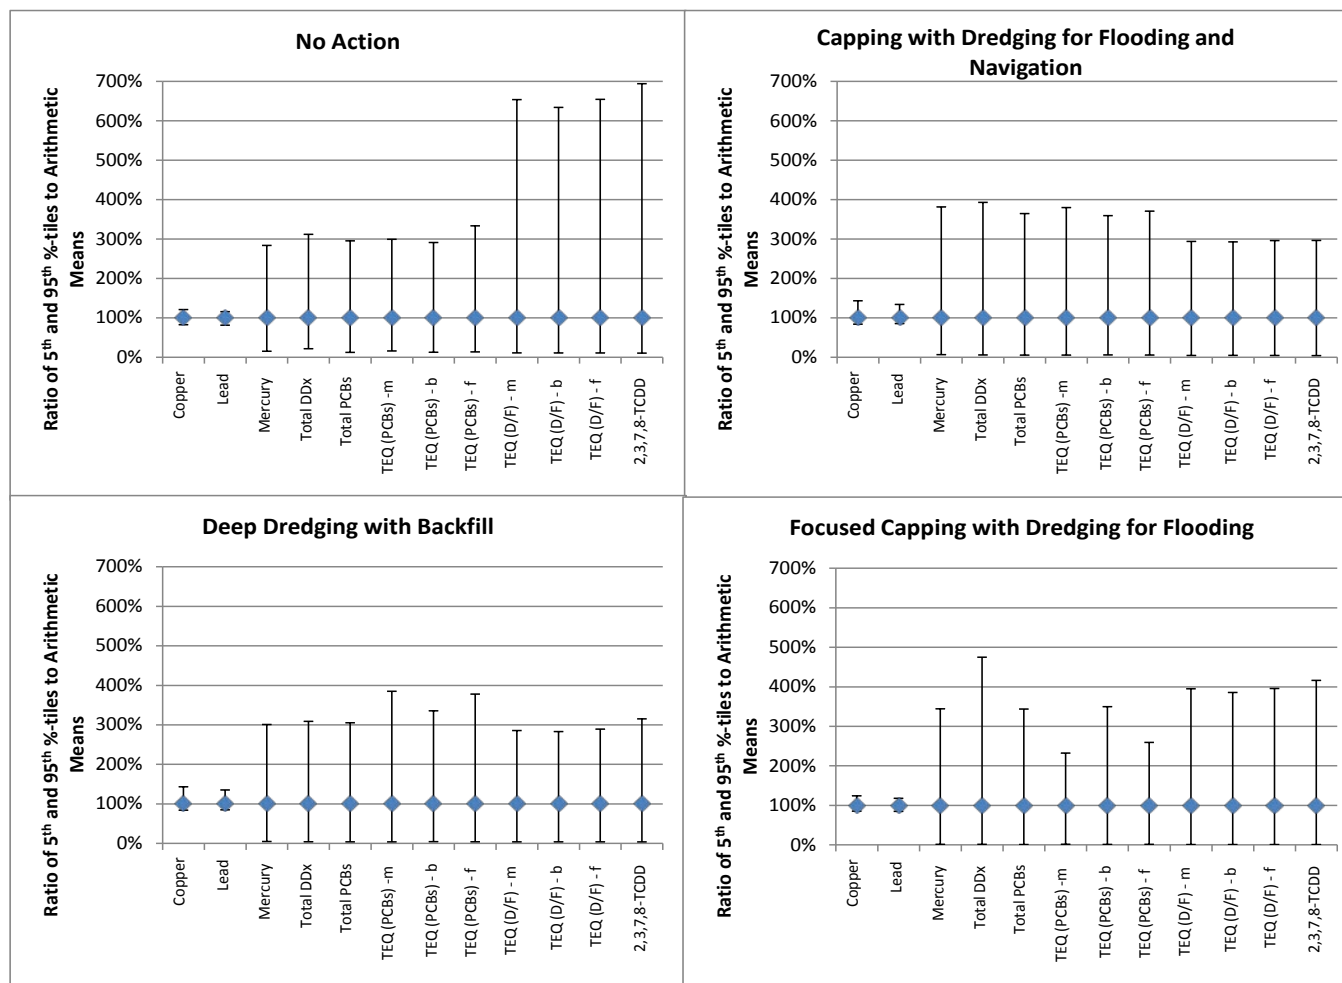 No Action
Ratio of 5th and 95th %-tiles to Arithmetic
Means
700%
600%
500%
400%
300%
200%
100%
0%
Copper
Lead
Mercury
Total DDx
Total PCBs
TEQ (PCBs) -m
TEQ (PCBs) - b
TEQ (PCBs) - f
TEQ (D/F) - m
TEQ (D/F) - b
TEQ (D/F) - f
2,3,7,8-TCDD
Capping with Dredging for Flooding and
Navigation
Ratio of 5th and 95th %-tiles to Arithmetic
Means
700%
600%
500%
400%
300%
200%
100%
0%
Copper
Lead
Mercury
Total DDx
Total PCBs
TEQ (PCBs) -m
TEQ (PCBs) - b
TEQ (PCBs) - f
TEQ (D/F) - m
TEQ (D/F) - b
TEQ (D/F) - f
2,3,7,8-TCDD
Deep Dredging with Backfill
Ratio of 5th and 95th %-tiles to Arithmetic
Means
700%
600%
500%
400%
300%
200%
100%
0%
Copper
Lead
Mercury
Total DDx
Total PCBs
TEQ (PCBs) -m
TEQ (PCBs) - b
TEQ (PCBs) - f
TEQ (D/F) - m
TEQ (D/F) - b
TEQ (D/F) - f
2,3,7,8-TCDD
Focused Capping with Dredging for Flooding
Ratio of 5th and 95th %-tiles to Arithmetic
Means
700%
600%
500%
400%
300%
200%
100%
0%
Copper
Lead
Mercury
Total DDx
Total PCBs
TEQ (PCBs) -m
TEQ (PCBs) - b
TEQ (PCBs) - f
TEQ (D/F) - m
TEQ (D/F) - b
TEQ (D/F) - f
2,3,7,8-TCDD